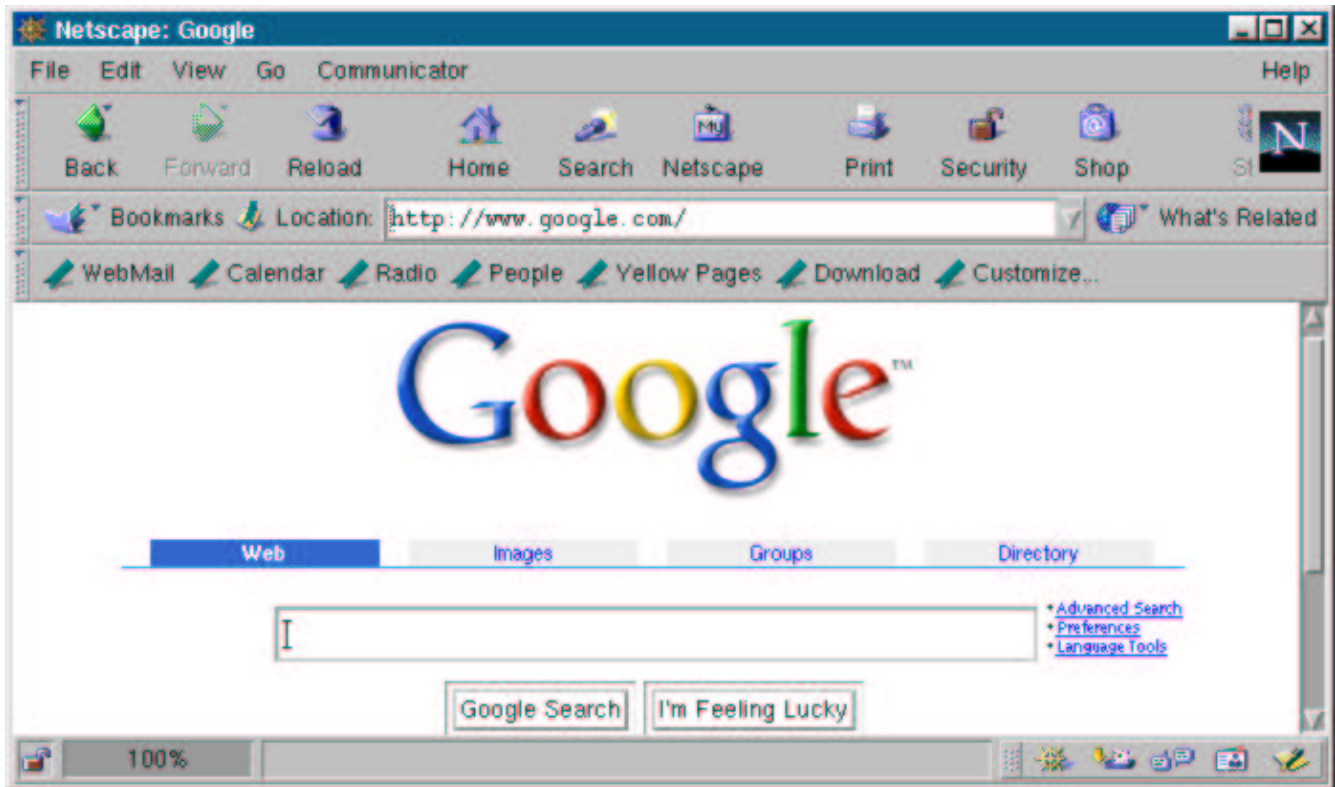 Netscape: Google
File Edit View Go Communicator Help
My
N
Back Forward Reload Home Search Netscape Print Security Shop
Bookmarks Location: http://www.google.com/ What's Related
WebMail Calendar Radio People Yellow Pages Download Customize...
Google™
Web Images Groups Directory
Advanced Search
Preferences
Language Tools
Google Search I'm Feeling Lucky
100%